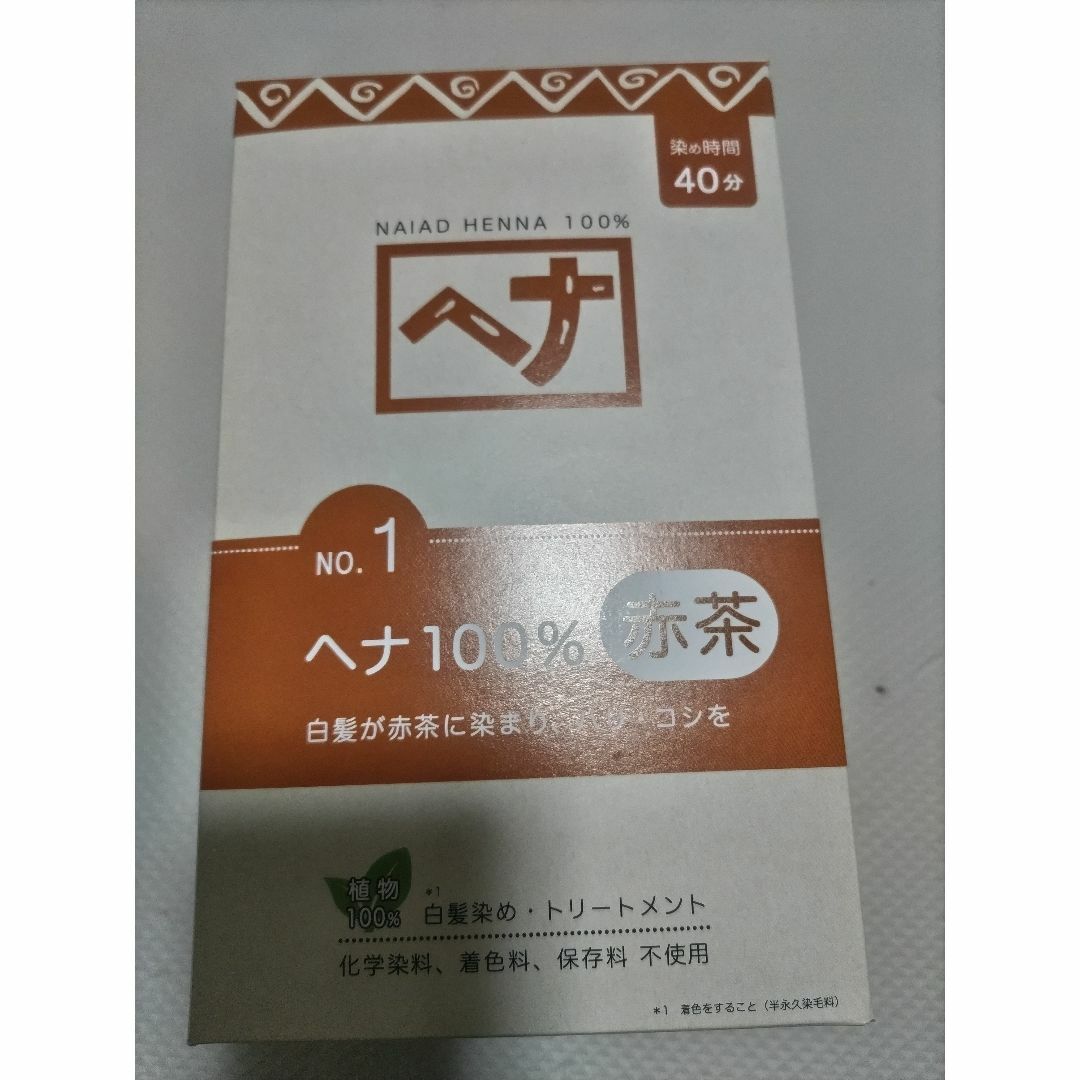 染め時間
40分
NAIAD HENNA 100%
ヘナ
NO. 1
ヘナ100% 赤茶
白髪が赤茶に染まり、・コシを
植物
100%
*1
白髪染め・トリートメント
化学染料、着色料、保存料 不使用
*1 着色をすること(半永久染毛料)